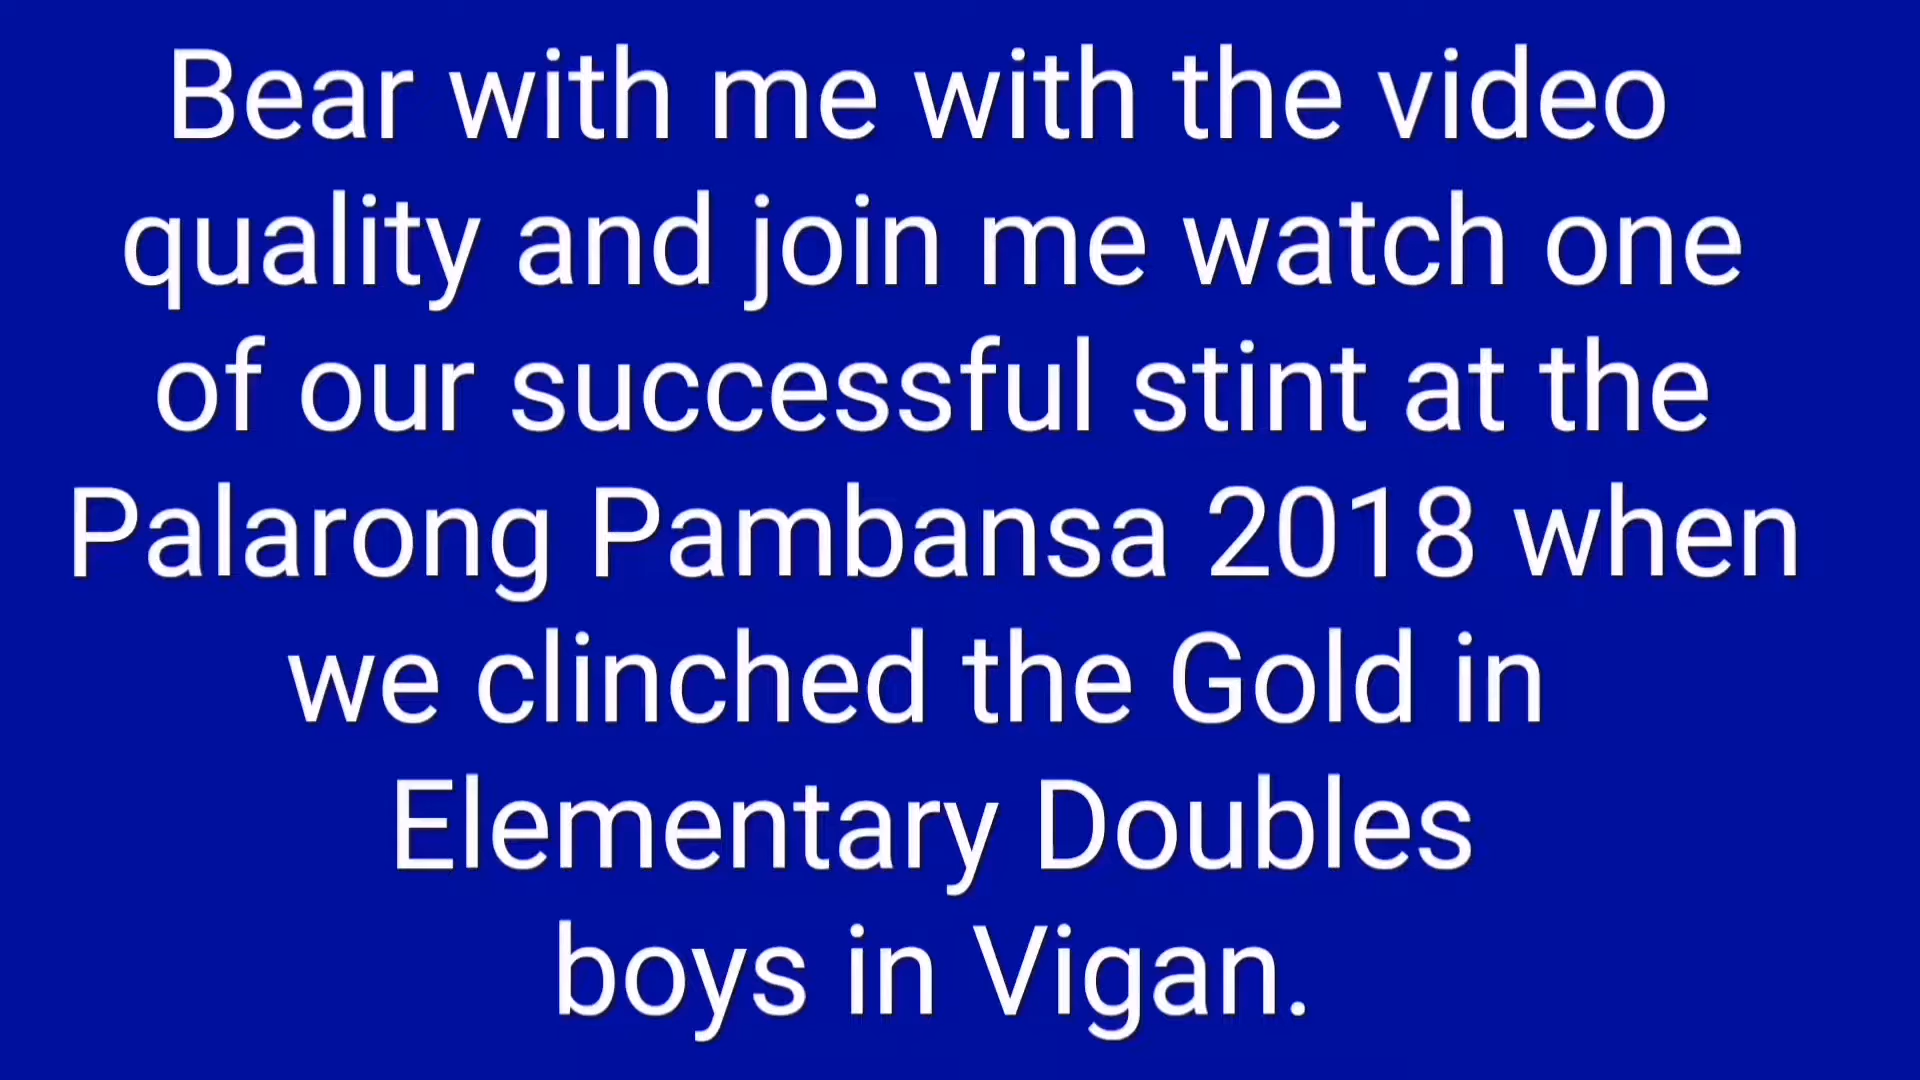 Bear with me with the video
quality and join me watch one
of our successful stint at the
Palarong Pambansa 2018 when
we clinched the Gold in
Elementary Doubles
boys in Vigan.